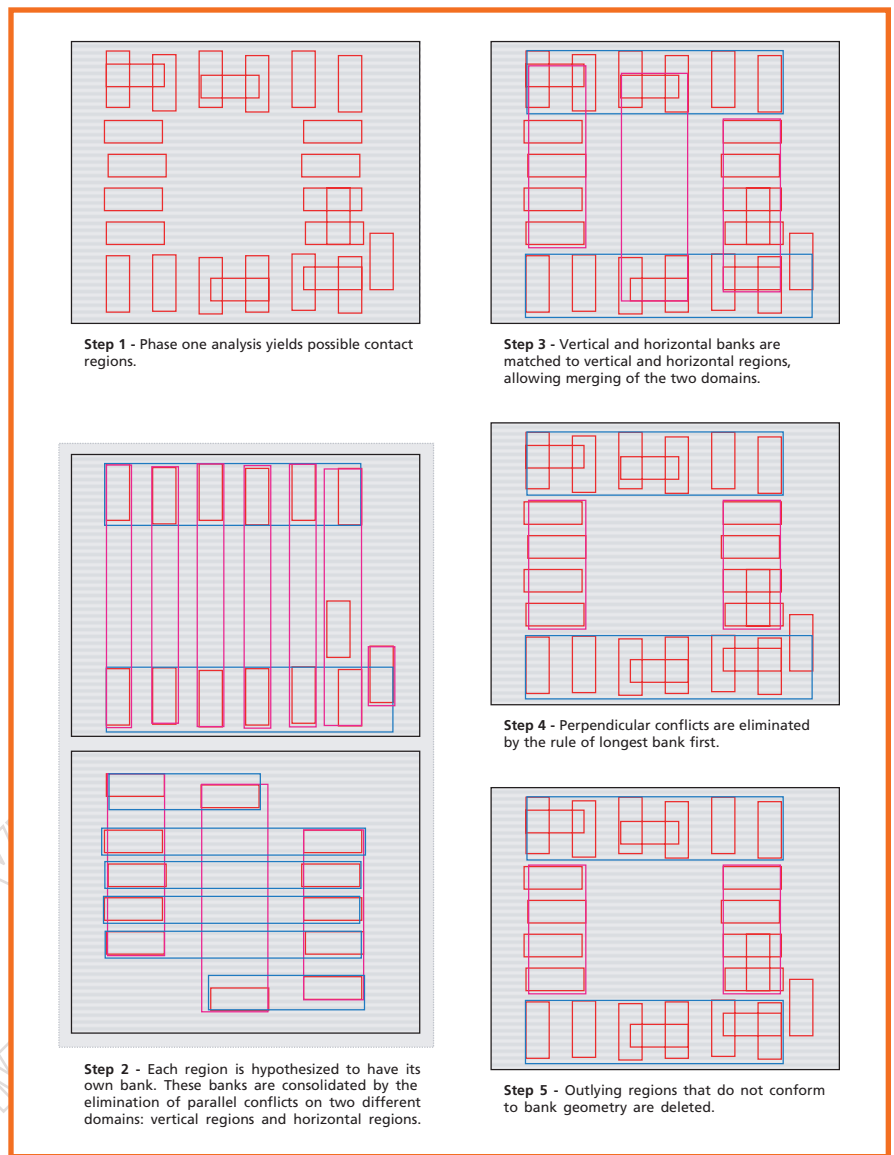 Step 1 - Phase one analysis yields possible contact
regions.
Step 2 - Each region is hypothesized to have its
own bank. These banks are consolidated by the
elimination of parallel conflicts on two different
domains: vertical regions and horizontal regions.
Step 3 - Vertical and horizontal banks are
matched to vertical and horizontal regions,
allowing merging of the two domains.
Step 4 - Perpendicular conflicts are eliminated
by the rule of longest bank first.
Step 5 - Outlying regions that do not conform
to bank geometry are deleted.